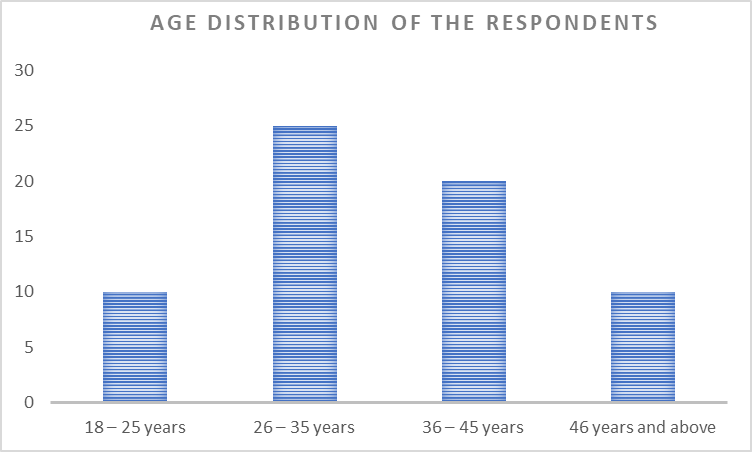 AGE DISTRIBUTION OF THE RESPONDENTS
30
25
20
15
10
5
0
18 – 25 years
26 – 35 years
36 – 45 years
46 years and above